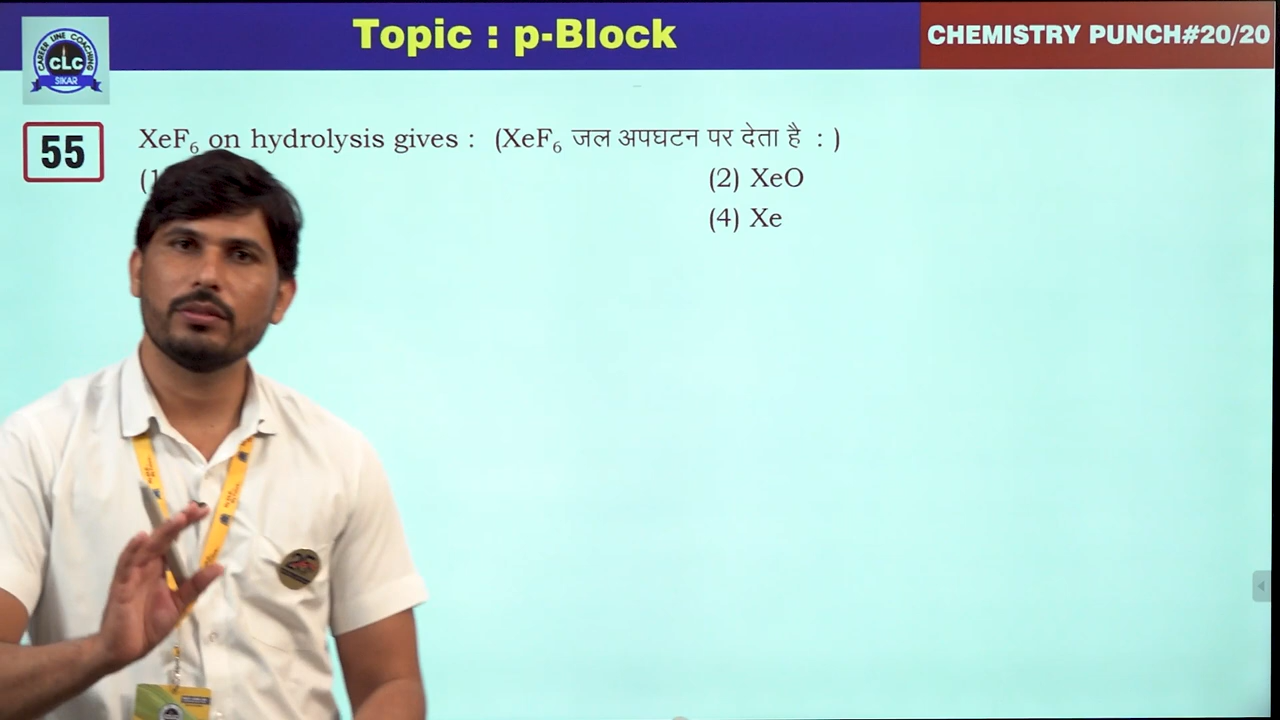 Topic : p-Block
CHEMISTRY PUNCH#20/20
CAREER LINE COACHING
CLC
SIKAR
55
XeF₆ on hydrolysis gives : (XeF₆ जल अपघटन पर देता है : )
(1
(2) XeO
(4) Xe